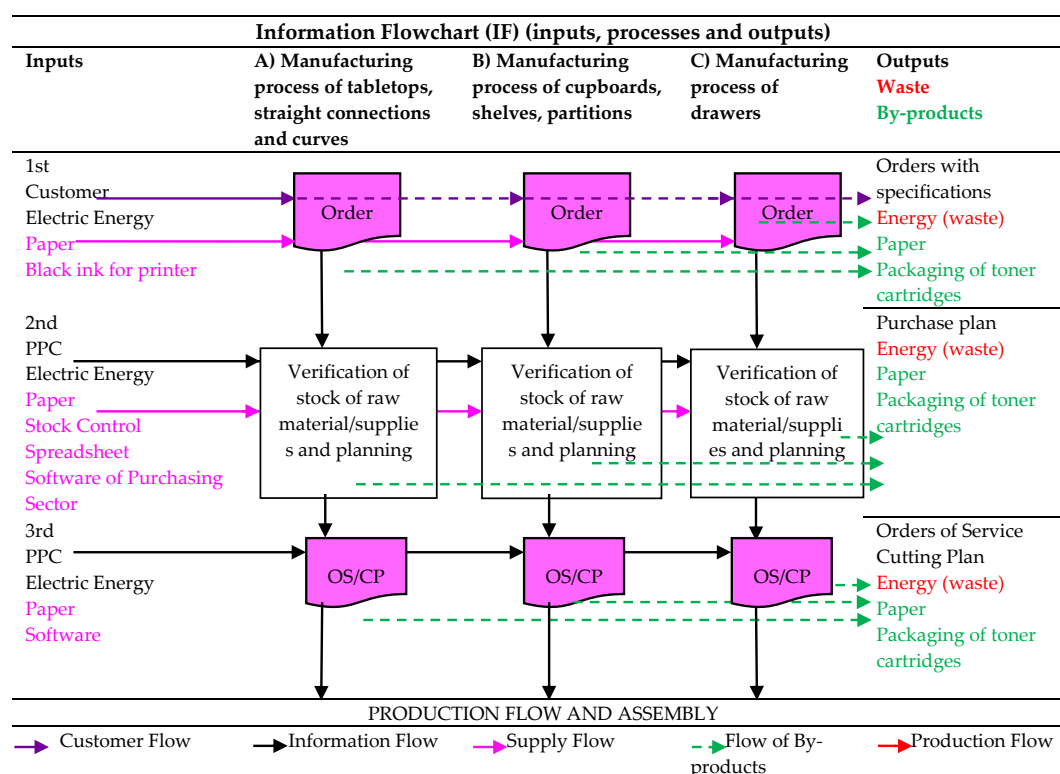 Information Flowchart (IF) (inputs, processes and outputs)
Inputs
A) Manufacturing
process of tabletops,
straight connections
and curves
B) Manufacturing
process of cupboards,
shelves, partitions
C) Manufacturing
process of
drawers
Outputs
Waste
By-products
1st
Customer
Electric Energy
Paper
Black ink for printer
Order
Order
Order
Orders with
specifications
Energy (waste)
Paper
Packaging of toner
cartridges
2nd
PPC
Electric Energy
Paper
Stock Control
Spreadsheet
Software of Purchasing
Sector
Verification of
stock of raw
material/supplie
s and planning
Verification of
stock of raw
material/supplie
s and planning
Verification of
stock of raw
material/suppli
es and planning
Purchase plan
Energy (waste)
Paper
Packaging of toner
cartridges
3rd
PPC
Electric Energy
Paper
Software
OS/CP
OS/CP
OS/CP
Orders of Service
Cutting Plan
Energy (waste)
Paper
Packaging of toner
cartridges
PRODUCTION FLOW AND ASSEMBLY
Customer Flow
Information Flow
Supply Flow
Flow of By-
products
Production Flow